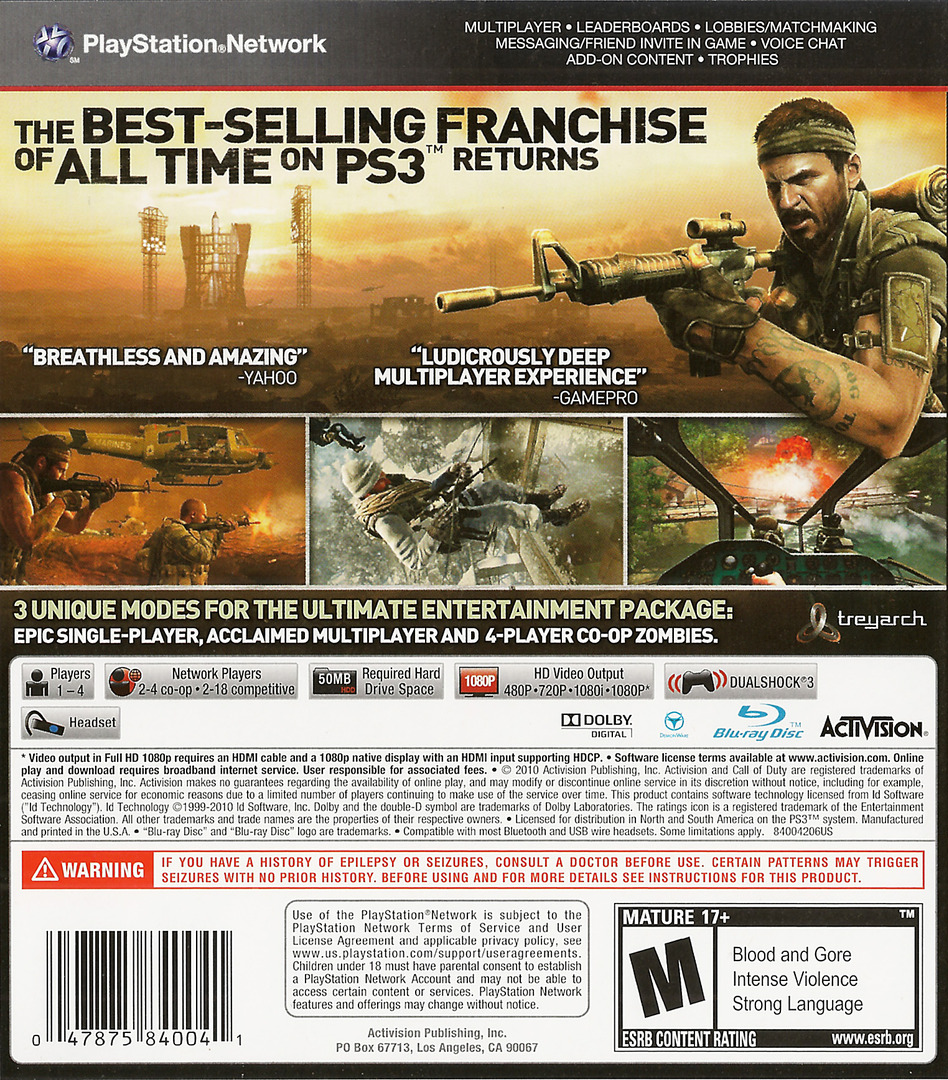 PlayStation®Network
SM
MULTIPLAYER • LEADERBOARDS • LOBBIES/MATCHMAKING
MESSAGING/FRIEND INVITE IN GAME • VOICE CHAT
ADD-ON CONTENT • TROPHIES
THE BEST-SELLING FRANCHISE
OF ALL TIME ON PS3™ RETURNS
“BREATHLESS AND AMAZING”
-YAHOO
“LUDICROUSLY DEEP
MULTIPLAYER EXPERIENCE”
-GAMEPRO
MARINES
3 UNIQUE MODES FOR THE ULTIMATE ENTERTAINMENT PACKAGE:
EPIC SINGLE-PLAYER, ACCLAIMED MULTIPLAYER AND 4-PLAYER CO-OP ZOMBIES.
treyarch
Players
1 – 4
Network Players
2-4 co-op • 2-18 competitive
50MB
HDD
Required Hard
Drive Space
1080P
HD Video Output
480P•720P•1080i•1080P*
DUALSHOCK®3
Headset
DOLBY
DIGITAL
DemonWare
Blu-ray Disc™
ACTIVISION®
* Video output in Full HD 1080p requires an HDMI cable and a 1080p native display with an HDMI input supporting HDCP. • Software license terms available at www.activision.com. Online
play and download requires broadband internet service. User responsible for associated fees. • © 2010 Activision Publishing, Inc. Activision and Call of Duty are registered trademarks of
Activision Publishing, Inc. Activision makes no guarantees regarding the availability of online play, and may modify or discontinue online service in its discretion without notice, including for example,
ceasing online service for economic reasons due to a limited number of players continuing to make use of the service over time. This product contains software technology licensed from Id Software
("Id Technology"). Id Technology ©1999-2010 Id Software, Inc. Dolby and the double-D symbol are trademarks of Dolby Laboratories. The ratings icon is a registered trademark of the Entertainment
Software Association. All other trademarks and trade names are the properties of their respective owners. • Licensed for distribution in North and South America on the PS3™ system. Manufactured
and printed in the U.S.A. • “Blu-ray Disc” and “Blu-ray Disc” logo are trademarks. • Compatible with most Bluetooth and USB wire headsets. Some limitations apply. 84004206US
WARNING
IF YOU HAVE A HISTORY OF EPILEPSY OR SEIZURES, CONSULT A DOCTOR BEFORE USE. CERTAIN PATTERNS MAY TRIGGER
SEIZURES WITH NO PRIOR HISTORY. BEFORE USING AND FOR MORE DETAILS SEE INSTRUCTIONS FOR THIS PRODUCT.
0 47875 84004 1
Use of the PlayStation®Network is subject to the
PlayStation Network Terms of Service and User
License Agreement and applicable privacy policy, see
www.us.playstation.com/support/useragreements.
Children under 18 must have parental consent to establish
a PlayStation Network Account and may not be able to
access certain content or services. PlayStation Network
features and offerings may change without notice.
Activision Publishing, Inc.
PO Box 67713, Los Angeles, CA 90067
MATURE 17+
™
M
Blood and Gore
Intense Violence
Strong Language
ESRB CONTENT RATING
www.esrb.org